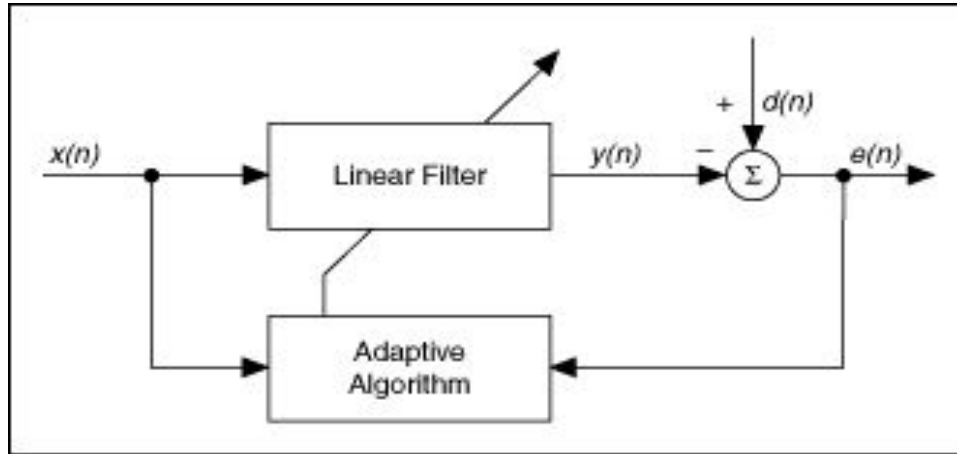 x(n)
Linear Filter
y(n)
–
+
d(n)
Σ
e(n)
Adaptive
Algorithm